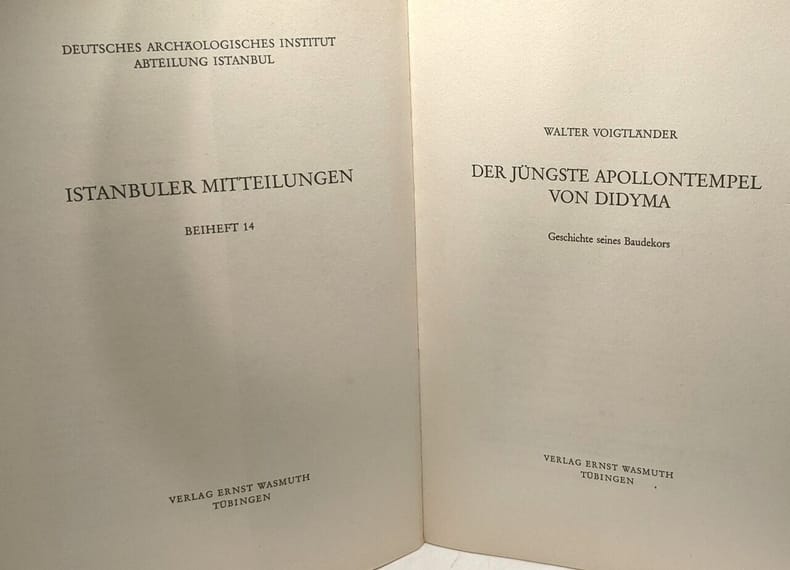 DEUTSCHES ARCHÄOLOGISCHES INSTITUT
ABTEILUNG ISTANBUL
ISTANBULER MITTEILUNGEN
BEIHEFT 14
VERLAG ERNST WASMUTH
TÜBINGEN
WALTER VOIGTLÄNDER
DER JÜNGSTE APOLLONTEMPEL
VON DIDYMA
Geschichte seines Baudekors
VERLAG ERNST WASMUTH
TÜBINGEN